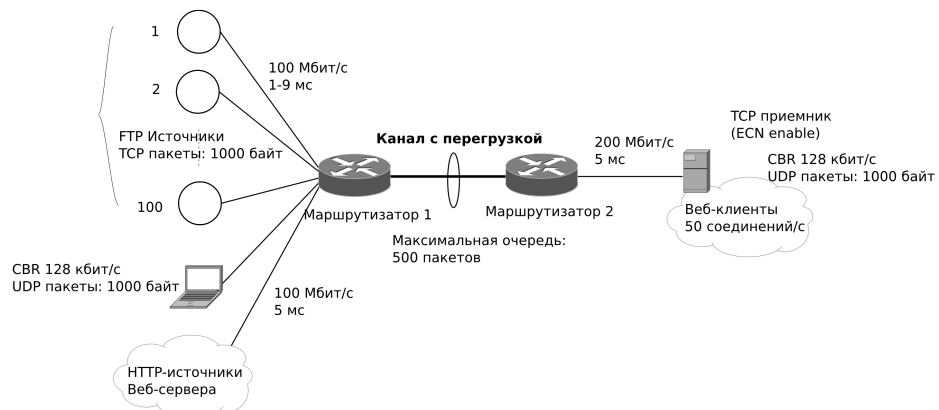 1
100 Мбит/с
1-9 мс
2
FTP Источники
TCP пакеты: 1000 байт
100
CBR 128 кбит/с
UDP пакеты: 1000 байт
100 Мбит/с
5 мс
HTTP-источники
Веб-сервера
Маршрутизатор 1
Канал с перегрузкой
Максимальная очередь:
500 пакетов
Маршрутизатор 2
200 Мбит/с
5 мс
TCP приемник
(ECN enable)
CBR 128 кбит/с
UDP пакеты: 1000 байт
Веб-клиенты
50 соединений/с